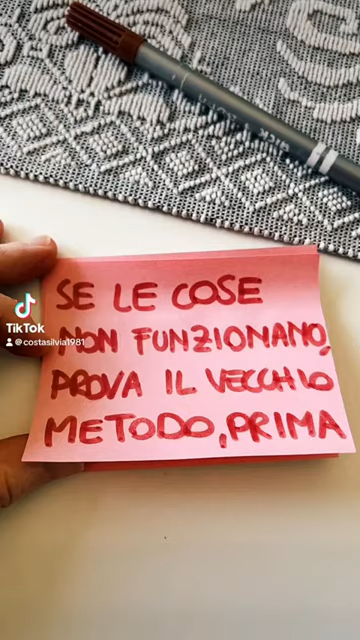 SE LE COSE
NON FUNZIONANO,
PROVA IL VECCHIO
METODO, PRIMA
TikTok
@costasilvia1981